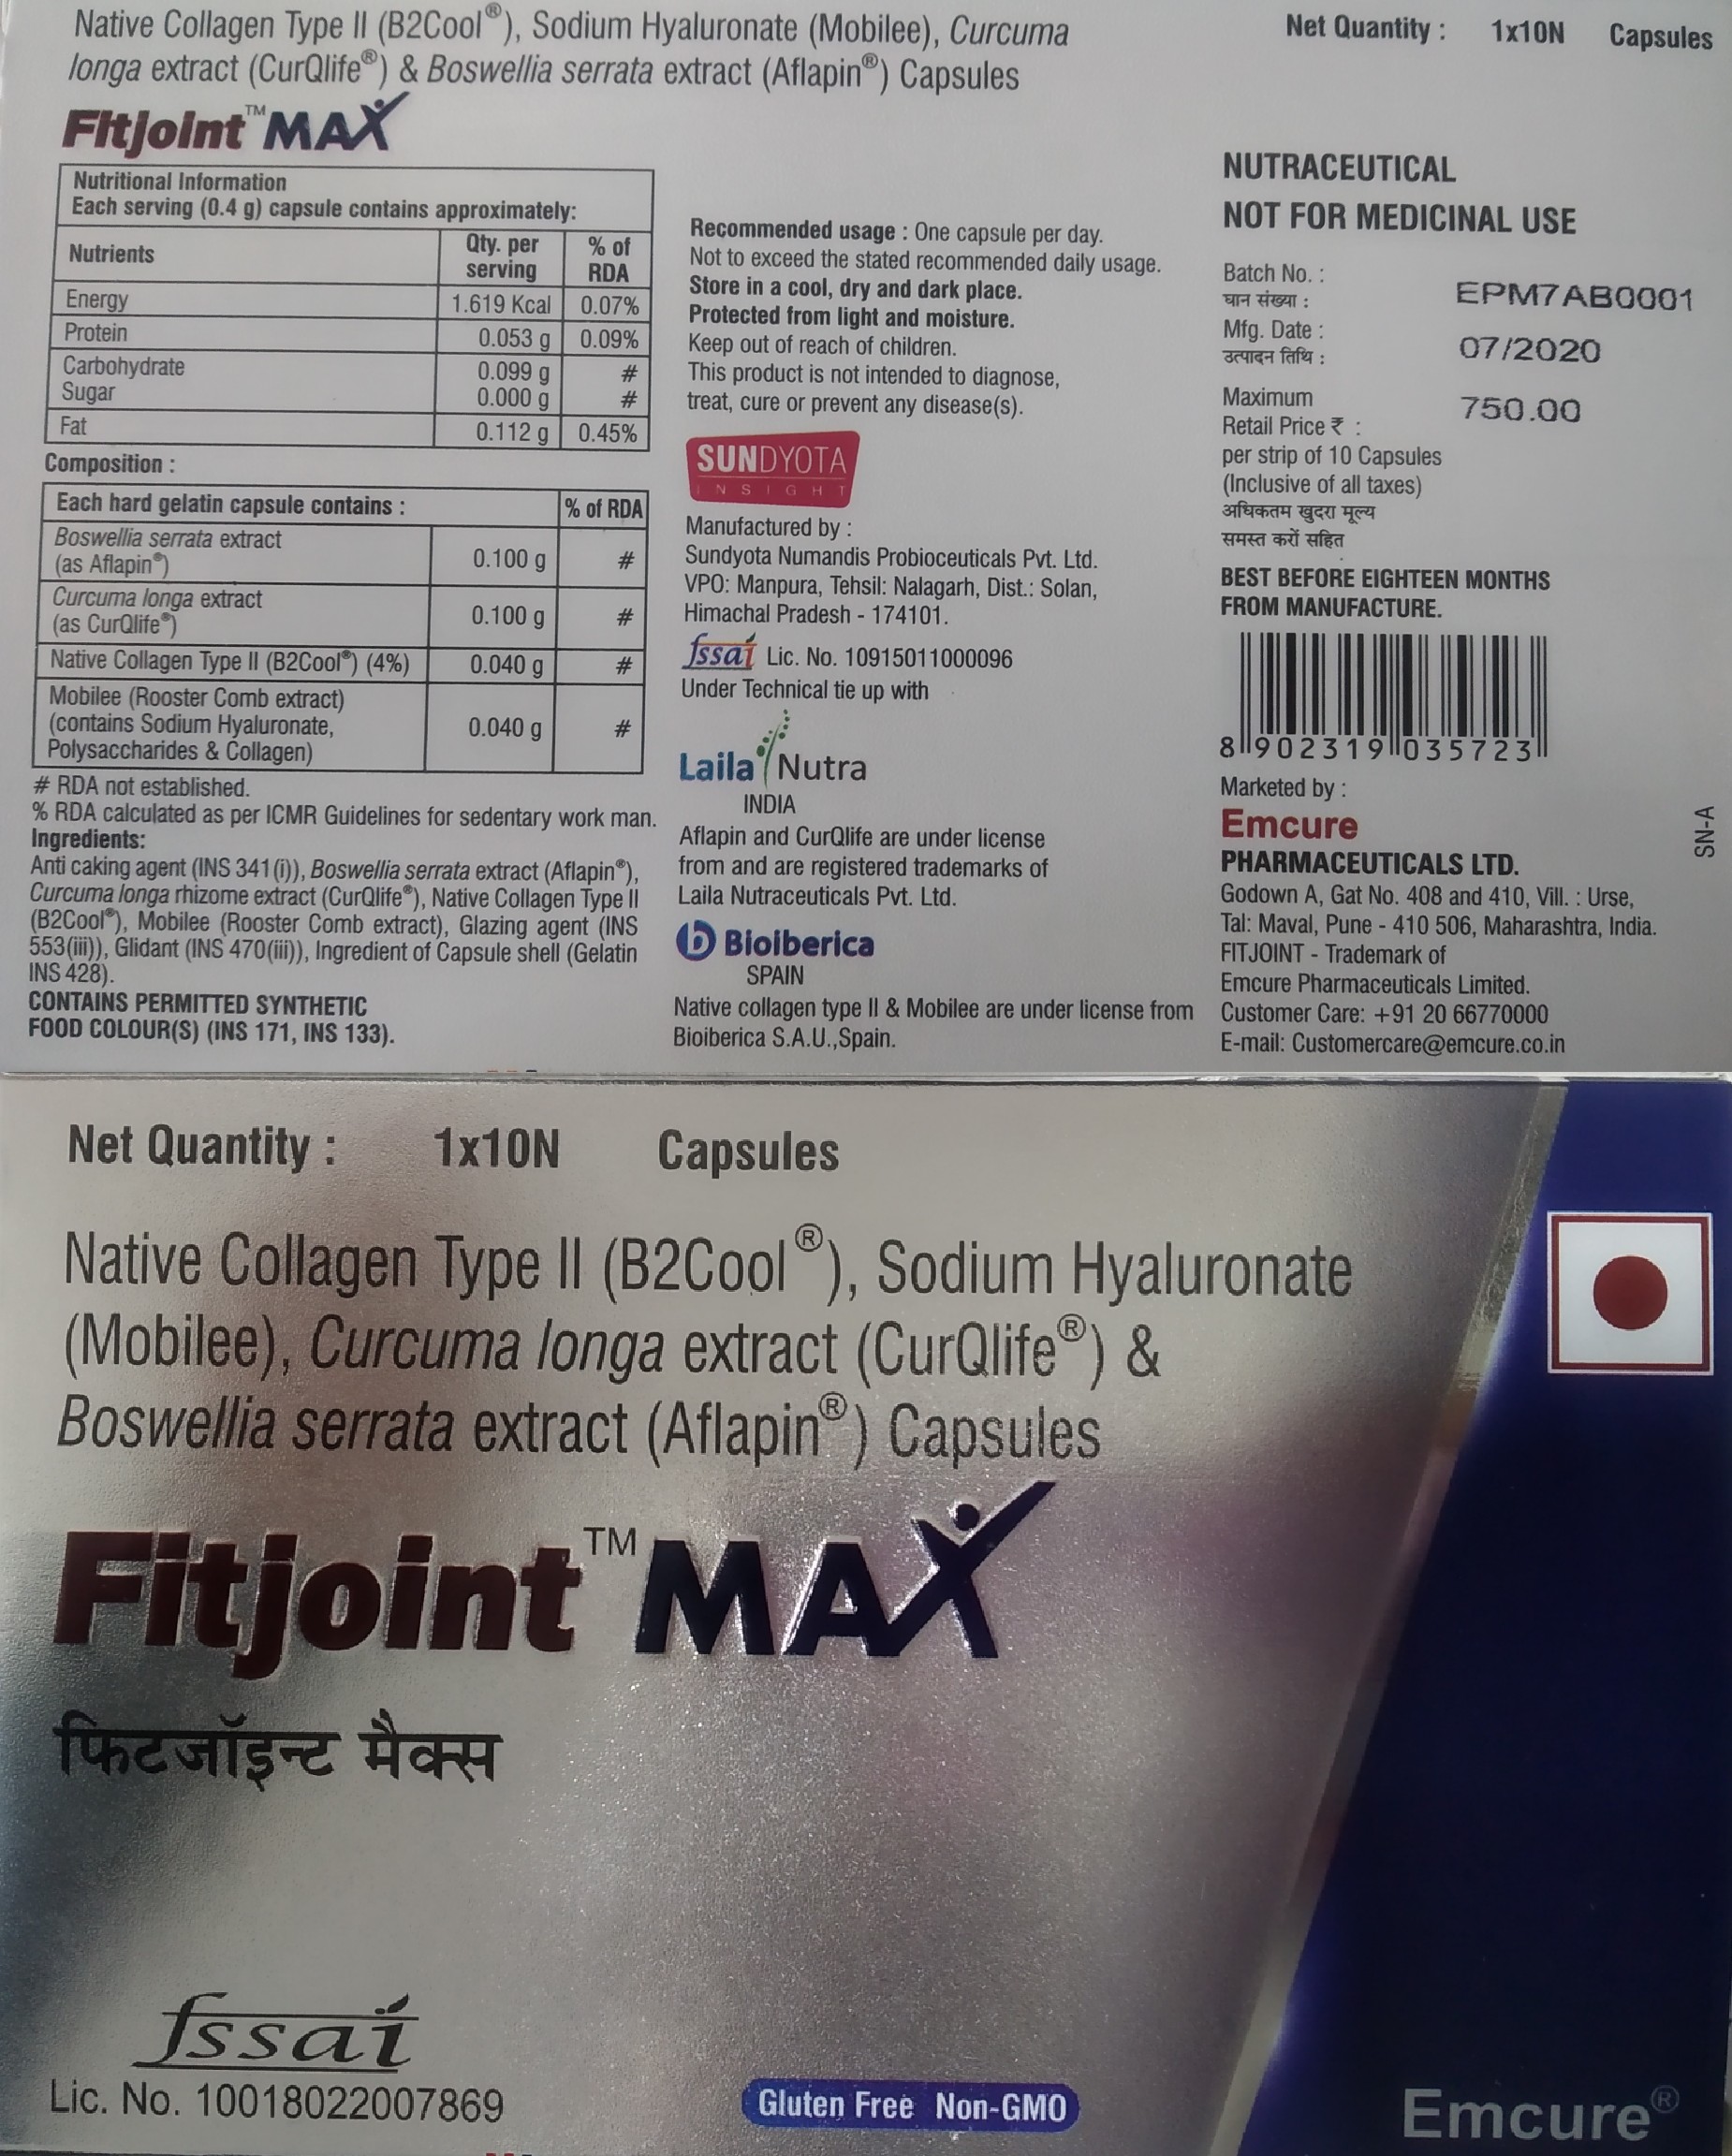 Native Collagen Type II (B2Cool®), Sodium Hyaluronate (Mobilee), Curcuma
longa extract (CurQlife®) & Boswellia serrata extract (Aflapin®) Capsules
Net Quantity : 1x10N Capsules
Fitjoint™ MAX
Nutritional Information
Each serving (0.4 g) capsule contains approximately:
Nutrients Qty. per serving % of RDA
Energy 1.619 Kcal 0.07%
Protein 0.053 g 0.09%
Carbohydrate 0.099 g #
Sugar 0.000 g #
Fat 0.112 g 0.45%
Composition :
Each hard gelatin capsule contains : % of RDA
Boswellia serrata extract
(as Aflapin®) 0.100 g #
Curcuma longa extract
(as CurQlife®) 0.100 g #
Native Collagen Type II (B2Cool®) (4%) 0.040 g #
Mobilee (Rooster Comb extract)
(contains Sodium Hyaluronate, 0.040 g #
Polysaccharides & Collagen)
# RDA not established.
% RDA calculated as per ICMR Guidelines for sedentary work man.
Ingredients:
Anti caking agent (INS 341(i)), Boswellia serrata extract (Aflapin®),
Curcuma longa rhizome extract (CurQlife®), Native Collagen Type II
(B2Cool®), Mobilee (Rooster Comb extract), Glazing agent (INS
553(iii)), Glidant (INS 470(iii)), Ingredient of Capsule shell (Gelatin
INS 428).
CONTAINS PERMITTED SYNTHETIC
FOOD COLOUR(S) (INS 171, INS 133).
Recommended usage : One capsule per day.
Not to exceed the stated recommended daily usage.
Store in a cool, dry and dark place.
Protected from light and moisture.
Keep out of reach of children.
This product is not intended to diagnose,
treat, cure or prevent any disease(s).
SUNDYOTA
INSIGHT
Manufactured by :
Sundyota Numandis Probioceuticals Pvt. Ltd.
VPO: Manpura, Tehsil: Nalagarh, Dist.: Solan,
Himachal Pradesh - 174101.
fssai Lic. No. 10915011000096
Under Technical tie up with
Laila Nutra
INDIA
Aflapin and CurQlife are under license
from and are registered trademarks of
Laila Nutraceuticals Pvt. Ltd.
b Bioiberica
SPAIN
Native collagen type II & Mobilee are under license from
Bioiberica S.A.U.,Spain.
NUTRACEUTICAL
NOT FOR MEDICINAL USE
Batch No. :
घान संख्या : EPM7AB0001
Mfg. Date :
उत्पादन तिथि : 07/2020
Maximum
Retail Price ₹ : 750.00
per strip of 10 Capsules
(Inclusive of all taxes)
अधिकतम खुदरा मूल्य
समस्त करों सहित
BEST BEFORE EIGHTEEN MONTHS
FROM MANUFACTURE.
8 902319 035723
Marketed by :
Emcure
PHARMACEUTICALS LTD.
Godown A, Gat No. 408 and 410, Vill. : Urse,
Tal: Maval, Pune - 410 506, Maharashtra, India.
FITJOINT - Trademark of
Emcure Pharmaceuticals Limited.
Customer Care: +91 20 66770000
E-mail: Customercare@emcure.co.in
SN-A
Net Quantity : 1x10N Capsules
Native Collagen Type II (B2Cool®), Sodium Hyaluronate
(Mobilee), Curcuma longa extract (CurQlife®) &
Boswellia serrata extract (Aflapin®) Capsules
Fitjoint™ MAX
फिटजॉइन्ट मैक्स
fssai
Lic. No. 10018022007869
Gluten Free Non-GMO
Emcure®